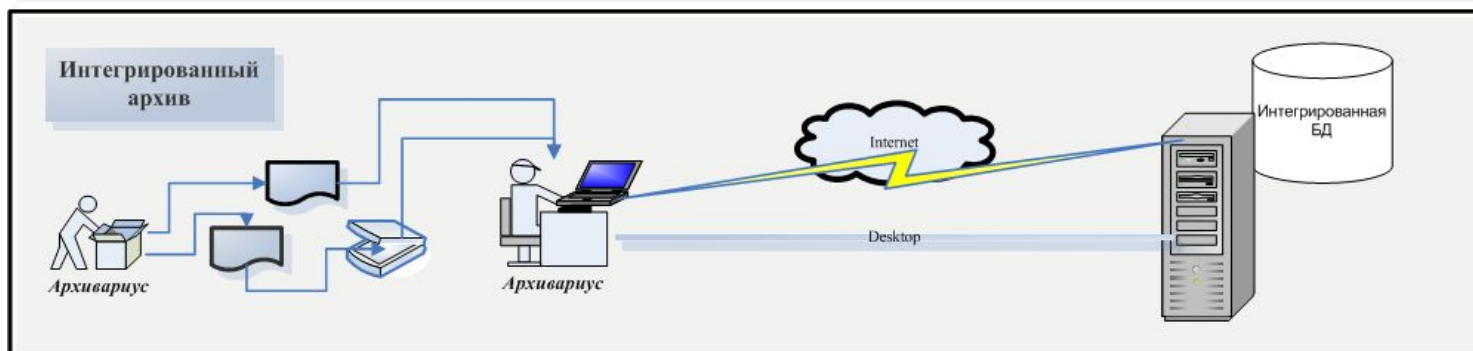 Интегрированный
архив
Internet
Интегрированная
БД
Desktop
Архивариус
Архивариус